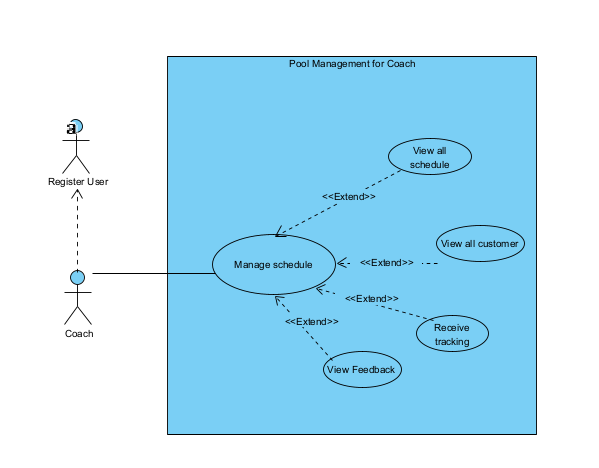 Pool Management for Coach
a
Register User
View all
schedule
<<Extend>>
View all customer
<<Extend>>
Manage schedule
<<Extend>>
<<Extend>>
Receive
tracking
Coach
View Feedback